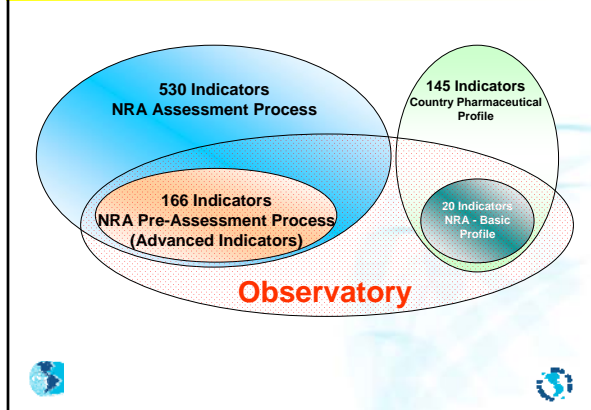 530 Indicators
NRA Assessment Process
145 Indicators
Country Pharmaceutical
Profile
166 Indicators
NRA Pre-Assessment Process
(Advanced Indicators)
20 Indicators
NRA - Basic
Profile
Observatory